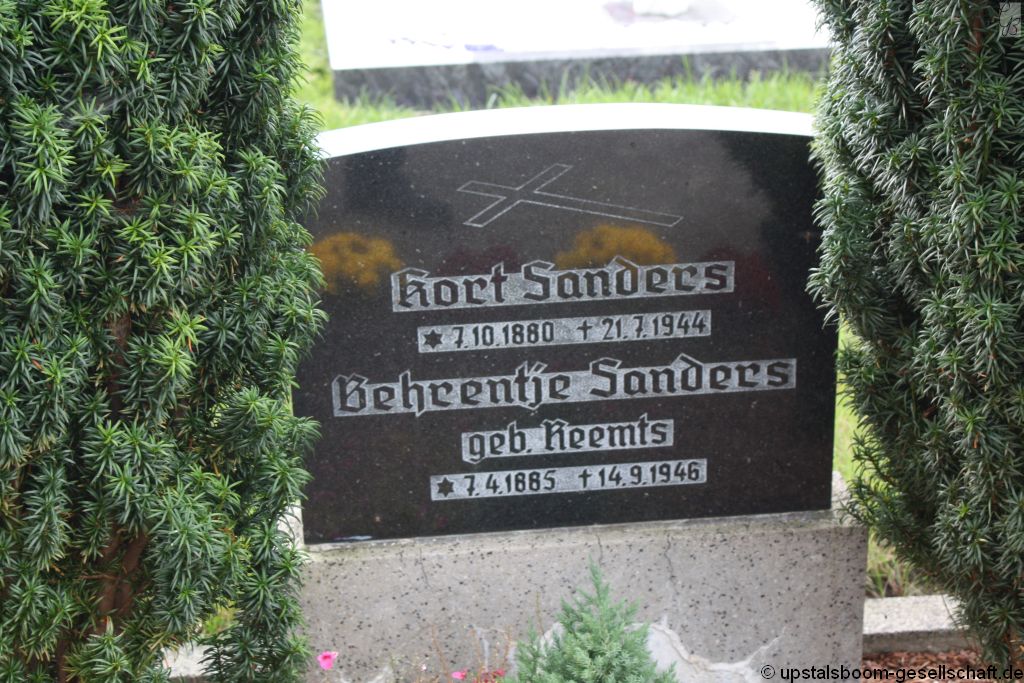 Kort Sanders
* 7.10.1880 † 21.7.1944
Behrentje Sanders
geb. Reemts
* 7.4.1885 † 14.9.1946
© upstalsboom-gesellschaft.de